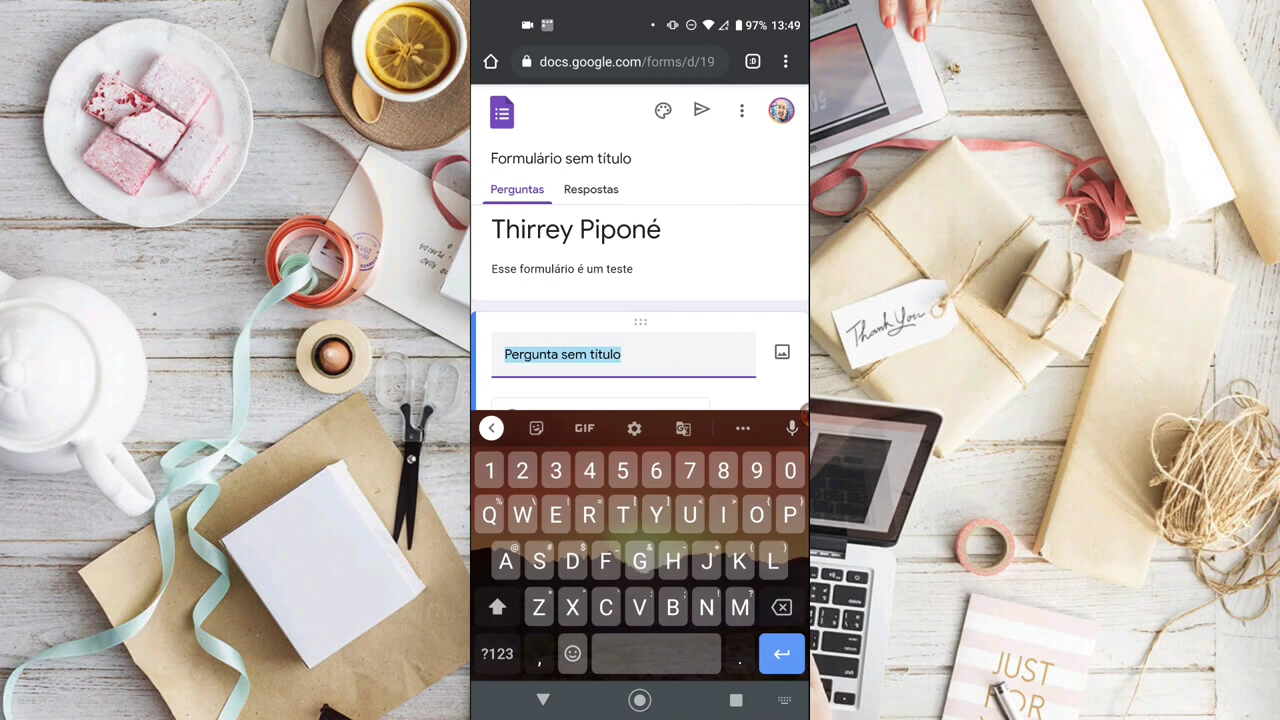 97% 13:49
docs.google.com/forms/d/19
:D
Formulário sem título
Perguntas Respostas
Thirrey Piponé
Esse formulário é um teste
Pergunta sem título
GIF
1 2 3 4 5 6 7 8 9 0
Q W E R T Y U I O P
A S D F G H J K L
Z X C V B N M
?123 , .
Thank You
JUST
FOR